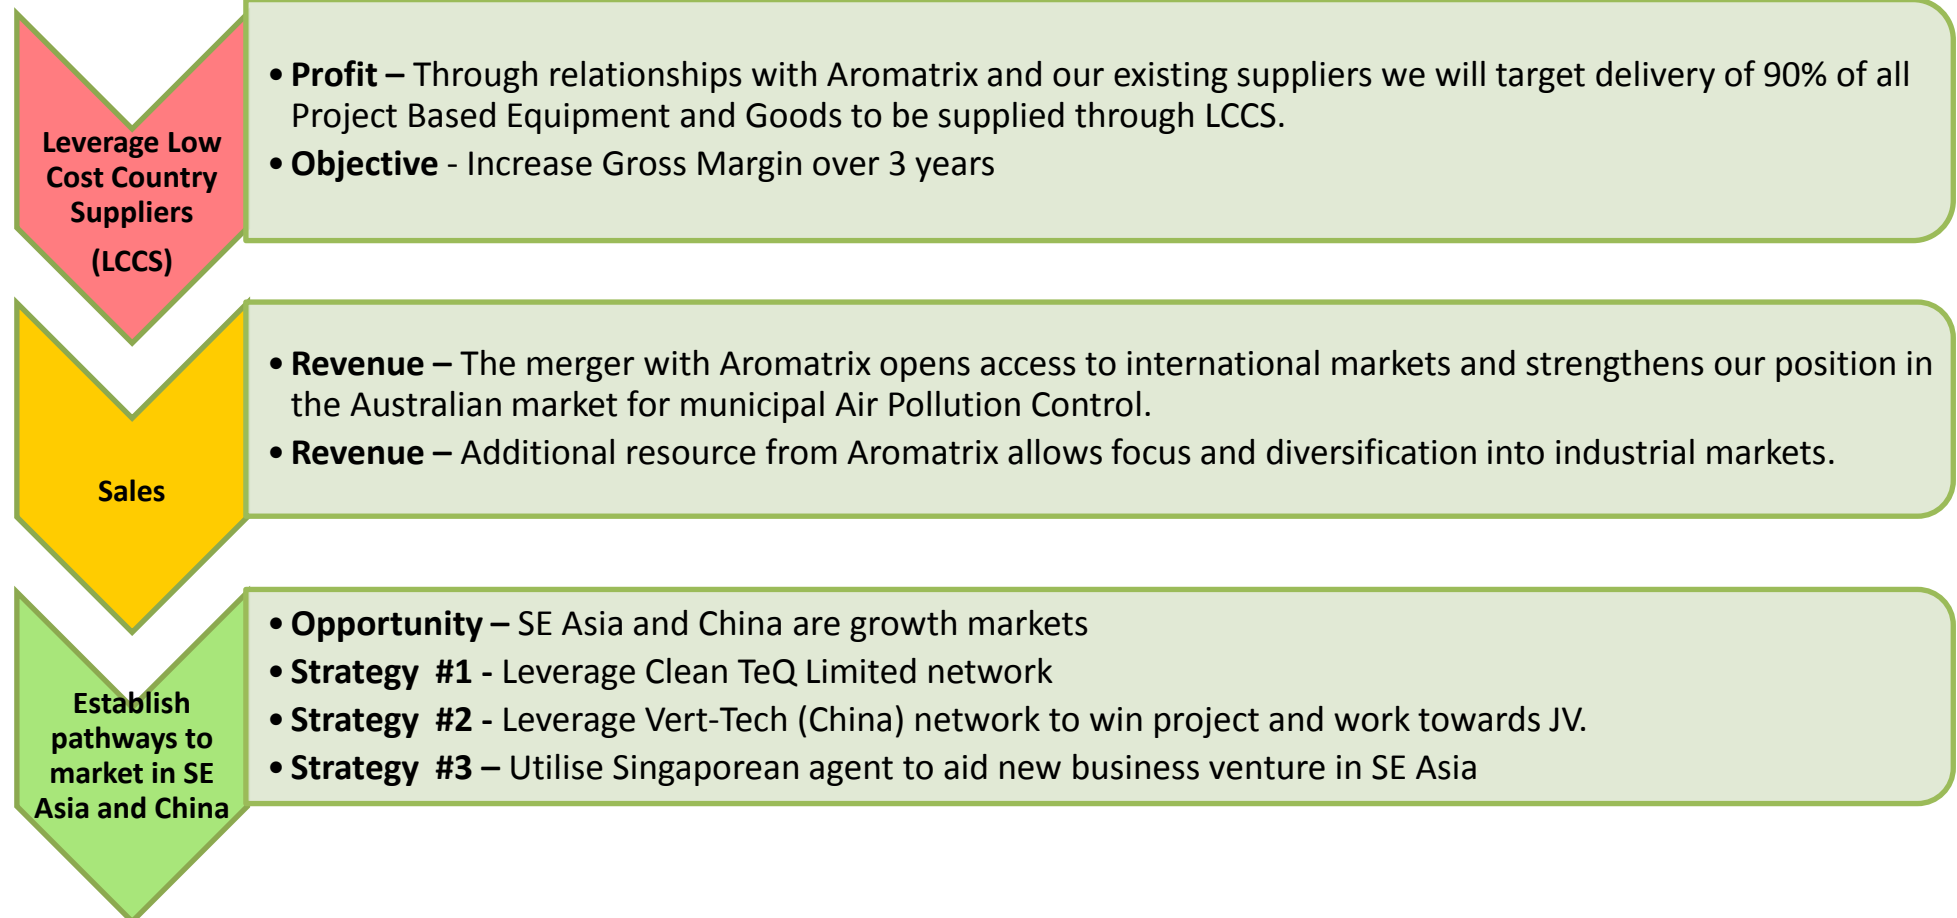 Leverage Low
Cost Country
Suppliers
(LCCS)
• Profit – Through relationships with Aromatrix and our existing suppliers we will target delivery of 90% of all
Project Based Equipment and Goods to be supplied through LCCS.
• Objective - Increase Gross Margin over 3 years
Sales
• Revenue – The merger with Aromatrix opens access to international markets and strengthens our position in
the Australian market for municipal Air Pollution Control.
• Revenue – Additional resource from Aromatrix allows focus and diversification into industrial markets.
Establish
pathways to
market in SE
Asia and China
• Opportunity – SE Asia and China are growth markets
• Strategy  #1 - Leverage Clean TeQ Limited network
• Strategy  #2 - Leverage Vert-Tech (China) network to win project and work towards JV.
• Strategy  #3 – Utilise Singaporean agent to aid new business venture in SE Asia